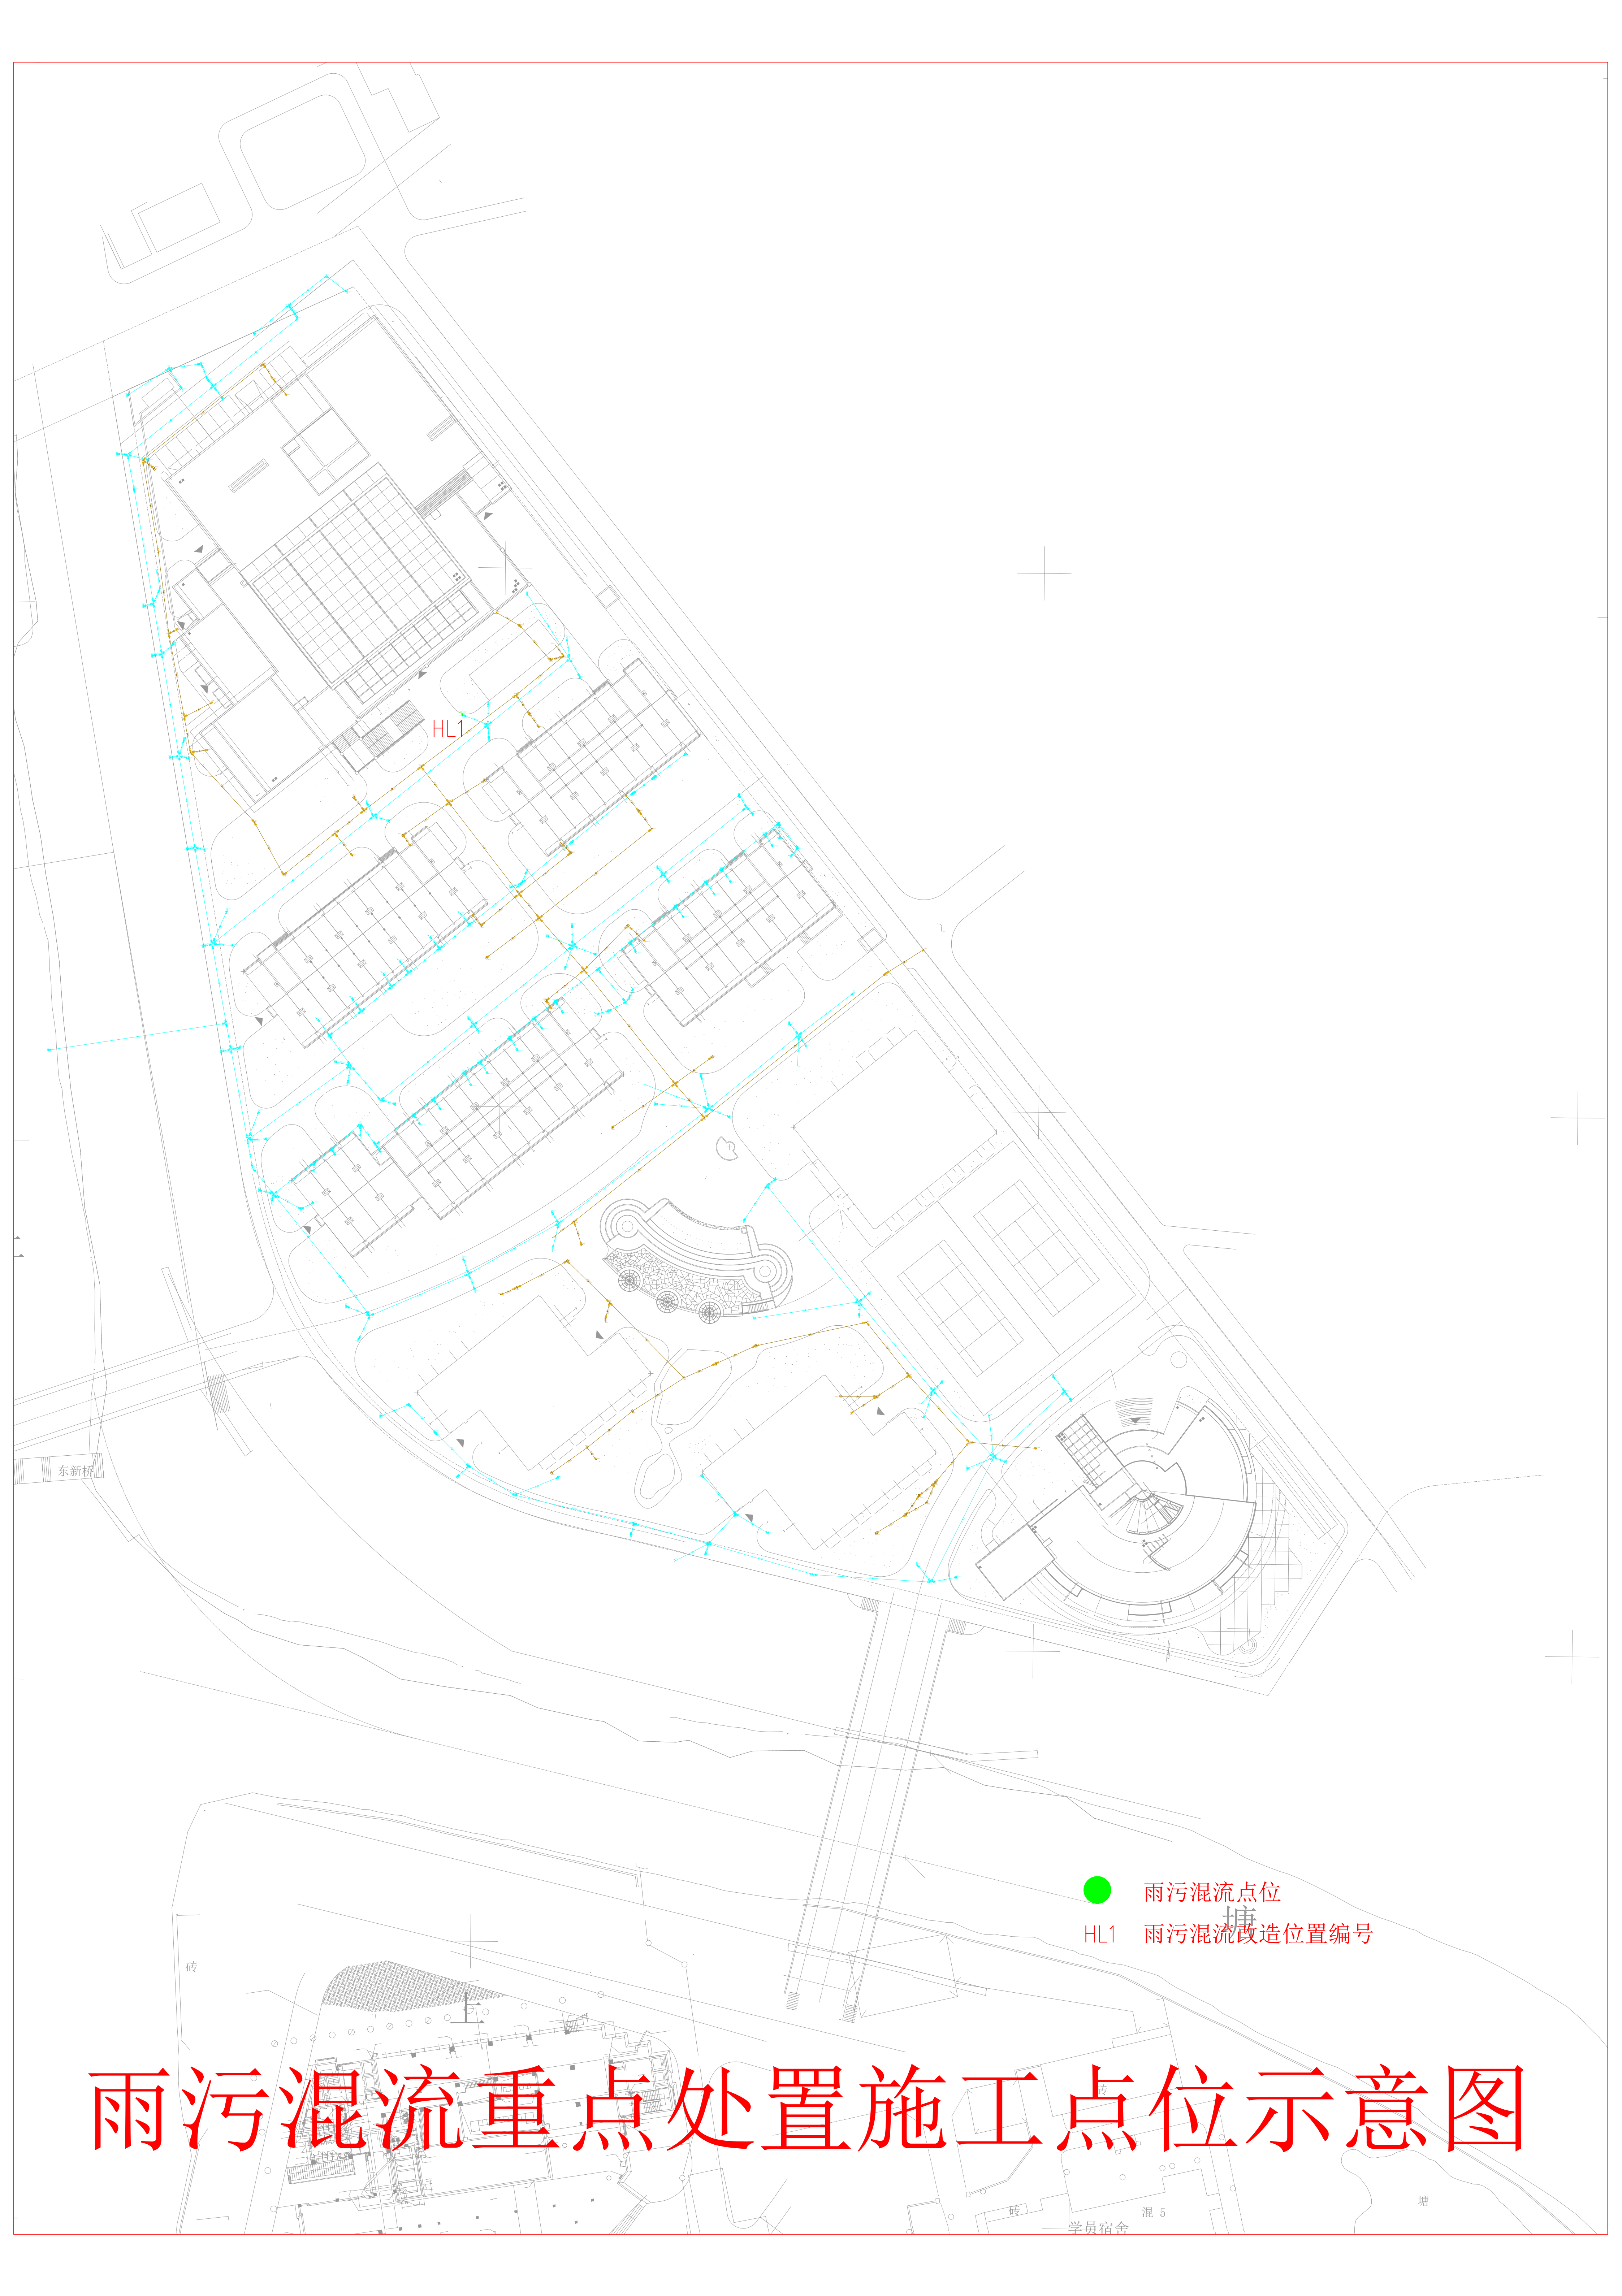 HL1
东新桥
雨污混流点位
塘
HL1 雨污混流改造位置编号
砖
上
雨污混流重点处置施工点位示意图
砖
塘
砖
混 5
学员宿舍